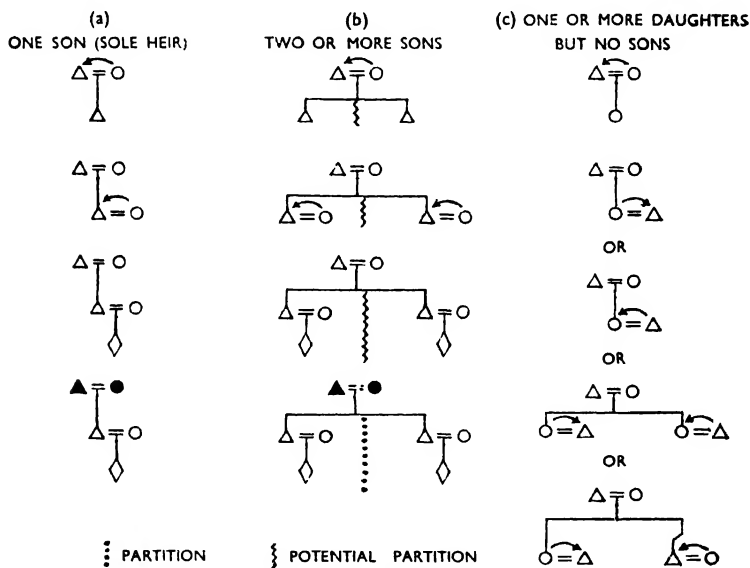 (a)
ONE SON (SOLE HEIR)
(b)
TWO OR MORE SONS
(c) ONE OR MORE DAUGHTERS
BUT NO SONS
OR
OR
OR
PARTITION
POTENTIAL PARTITION